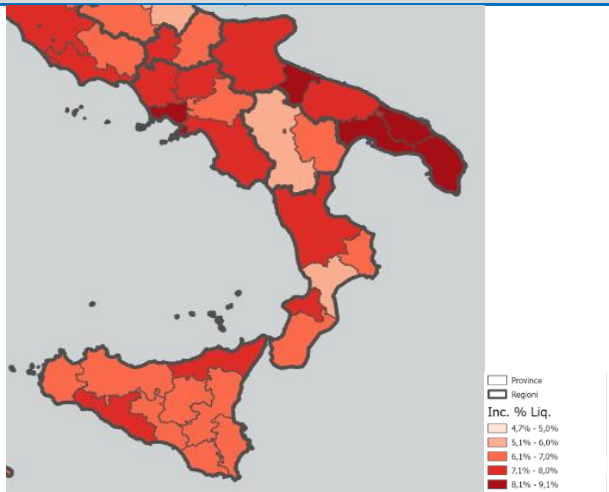 Province
Regioni
Inc. % Liq.
4,7% - 5,0%
5,1% - 6,0%
6,1% - 7,0%
7,1% - 8,0%
8,1% - 9,1%